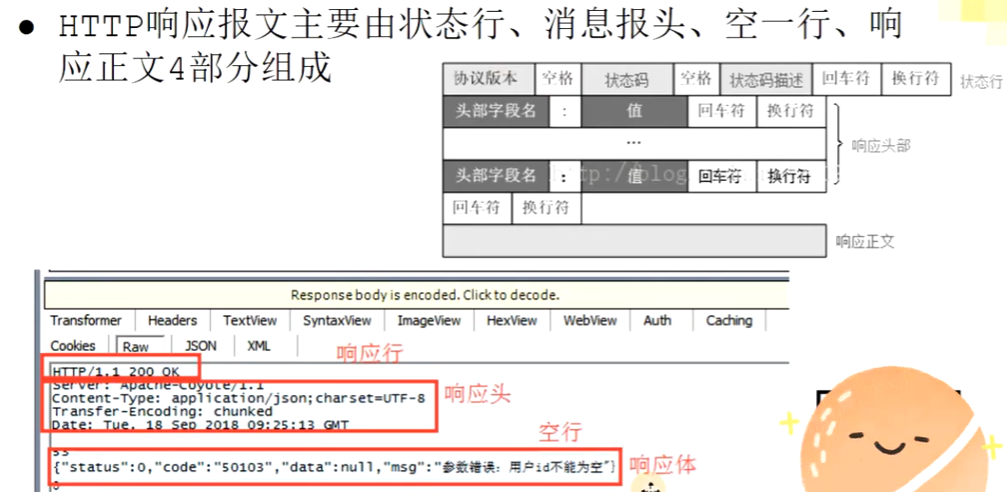 ● HTTP响应报文主要由状态行、消息报头、空一行、响
应正文4部分组成
协议版本 空格 状态码 空格 状态码描述 回车符 换行符 状态行
头部字段名 : 值 回车符 换行符
...
响应头部
头部字段名 : 值 回车符 换行符
回车符 换行符
响应正文
Response body is encoded. Click to decode.
Transformer Headers TextView SyntaxView ImageView HexView WebView Auth Caching
Cookies Raw JSON XML
响应行
HTTP/1.1 200 OK
Server: Apache-Coyote/1.1
Content-Type: application/json;charset=UTF-8
响应头
Transfer-Encoding: chunked
Date: Tue, 18 Sep 2018 09:25:13 GMT
空行
53
{"status":0,"code":"S0103","data":null,"msg":"参数错误：用户id不能为空"}
响应体
0